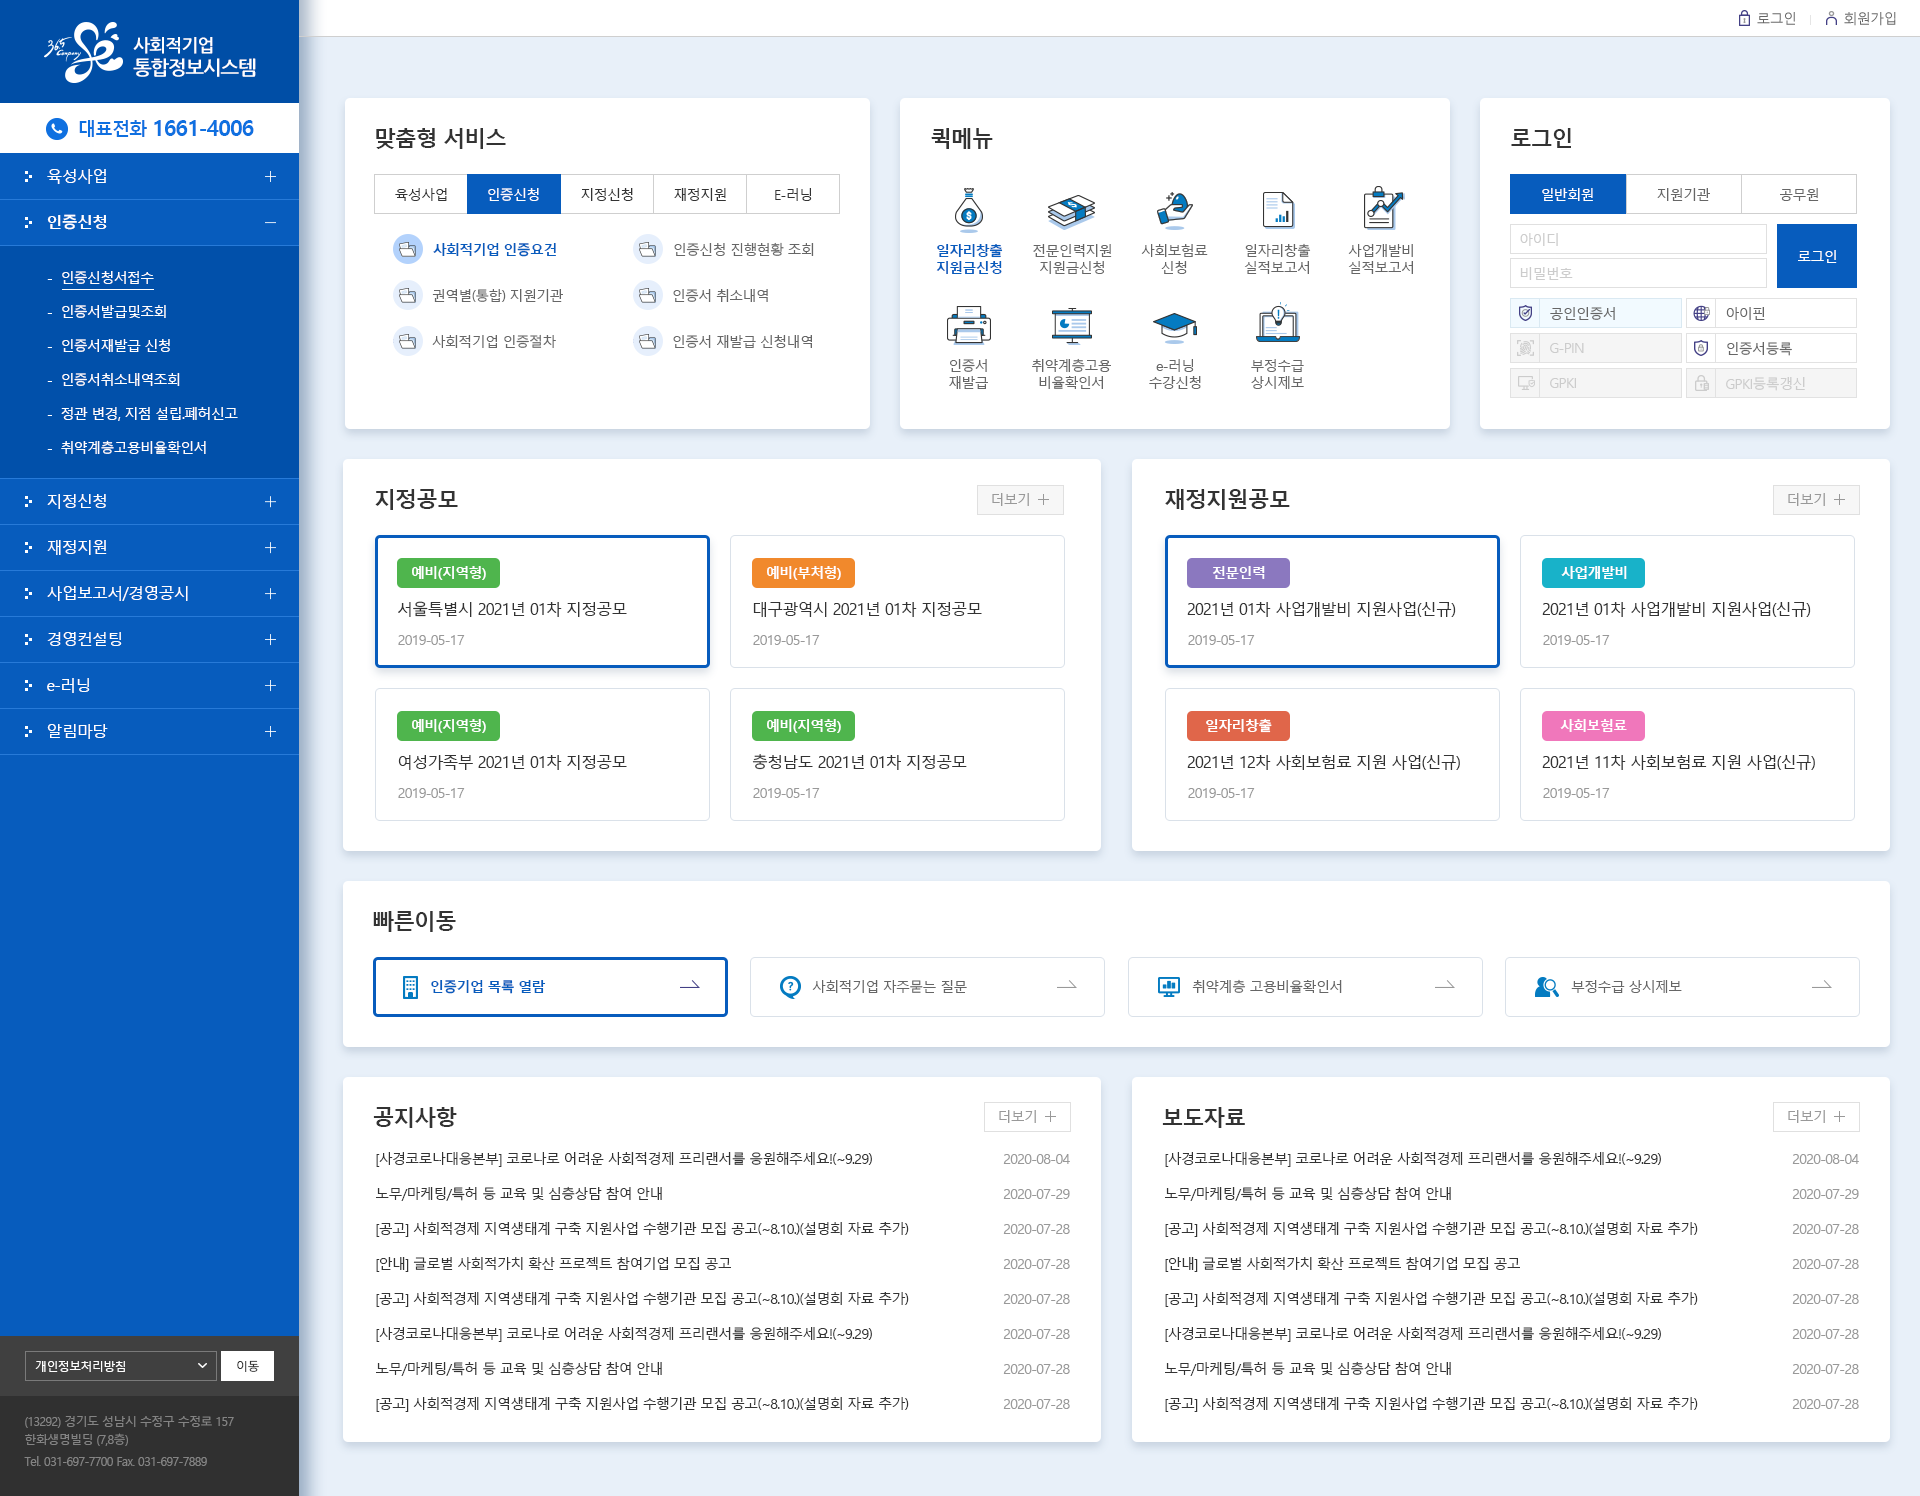 365 Company
사회적기업
통합정보시스템
대표전화 1661-4006
육성사업
인증신청
- 인증신청서접수
- 인증서발급및조회
- 인증서재발급 신청
- 인증서취소내역조회
- 정관 변경, 지점 설립.폐허신고
- 취약계층고용비율확인서
지정신청
재정지원
사업보고서/경영공시
경영컨설팅
e-러닝
알림마당
개인정보처리방침
이동
(13292) 경기도 성남시 수정구 수정로 157
한화생명빌딩 (7,8층)
Tel. 031-697-7700 Fax. 031-697-7889
로그인
회원가입
맞춤형 서비스
육성사업 인증신청 지정신청 재정지원 E-러닝
사회적기업 인증요건
인증신청 진행현황 조회
권역별(통합) 지원기관
인증서 취소내역
사회적기업 인증절차
인증서 재발급 신청내역
퀵메뉴
일자리창출
지원금신청
전문인력지원
지원금신청
사회보험료
신청
일자리창출
실적보고서
사업개발비
실적보고서
인증서
재발급
취약계층고용
비율확인서
e-러닝
수강신청
부정수급
상시제보
로그인
일반회원 지원기관 공무원
아이디
비밀번호
로그인
공인인증서
아이핀
G-PIN
인증서등록
GPKI
GPKI등록갱신
지정공모
더보기
예비(지역형)
서울특별시 2021년 01차 지정공모
2019-05-17
예비(부처형)
대구광역시 2021년 01차 지정공모
2019-05-17
예비(지역형)
여성가족부 2021년 01차 지정공모
2019-05-17
예비(지역형)
충청남도 2021년 01차 지정공모
2019-05-17
재정지원공모
더보기
전문인력
2021년 01차 사업개발비 지원사업(신규)
2019-05-17
사업개발비
2021년 01차 사업개발비 지원사업(신규)
2019-05-17
일자리창출
2021년 12차 사회보험료 지원 사업(신규)
2019-05-17
사회보험료
2021년 11차 사회보험료 지원 사업(신규)
2019-05-17
빠른이동
인증기업 목록 열람
사회적기업 자주묻는 질문
취약계층 고용비율확인서
부정수급 상시제보
공지사항
더보기
[사경코로나대응본부] 코로나로 어려운 사회적경제 프리랜서를 응원해주세요!(~9.29) 2020-08-04
노무/마케팅/특허 등 교육 및 심층상담 참여 안내 2020-07-29
[공고] 사회적경제 지역생태계 구축 지원사업 수행기관 모집 공고(~8.10.)(설명회 자료 추가) 2020-07-28
[안내] 글로벌 사회적가치 확산 프로젝트 참여기업 모집 공고 2020-07-28
[공고] 사회적경제 지역생태계 구축 지원사업 수행기관 모집 공고(~8.10.)(설명회 자료 추가) 2020-07-28
[사경코로나대응본부] 코로나로 어려운 사회적경제 프리랜서를 응원해주세요!(~9.29) 2020-07-28
노무/마케팅/특허 등 교육 및 심층상담 참여 안내 2020-07-28
[공고] 사회적경제 지역생태계 구축 지원사업 수행기관 모집 공고(~8.10.)(설명회 자료 추가) 2020-07-28
보도자료
더보기
[사경코로나대응본부] 코로나로 어려운 사회적경제 프리랜서를 응원해주세요!(~9.29) 2020-08-04
노무/마케팅/특허 등 교육 및 심층상담 참여 안내 2020-07-29
[공고] 사회적경제 지역생태계 구축 지원사업 수행기관 모집 공고(~8.10.)(설명회 자료 추가) 2020-07-28
[안내] 글로벌 사회적가치 확산 프로젝트 참여기업 모집 공고 2020-07-28
[공고] 사회적경제 지역생태계 구축 지원사업 수행기관 모집 공고(~8.10.)(설명회 자료 추가) 2020-07-28
[사경코로나대응본부] 코로나로 어려운 사회적경제 프리랜서를 응원해주세요!(~9.29) 2020-07-28
노무/마케팅/특허 등 교육 및 심층상담 참여 안내 2020-07-28
[공고] 사회적경제 지역생태계 구축 지원사업 수행기관 모집 공고(~8.10.)(설명회 자료 추가) 2020-07-28